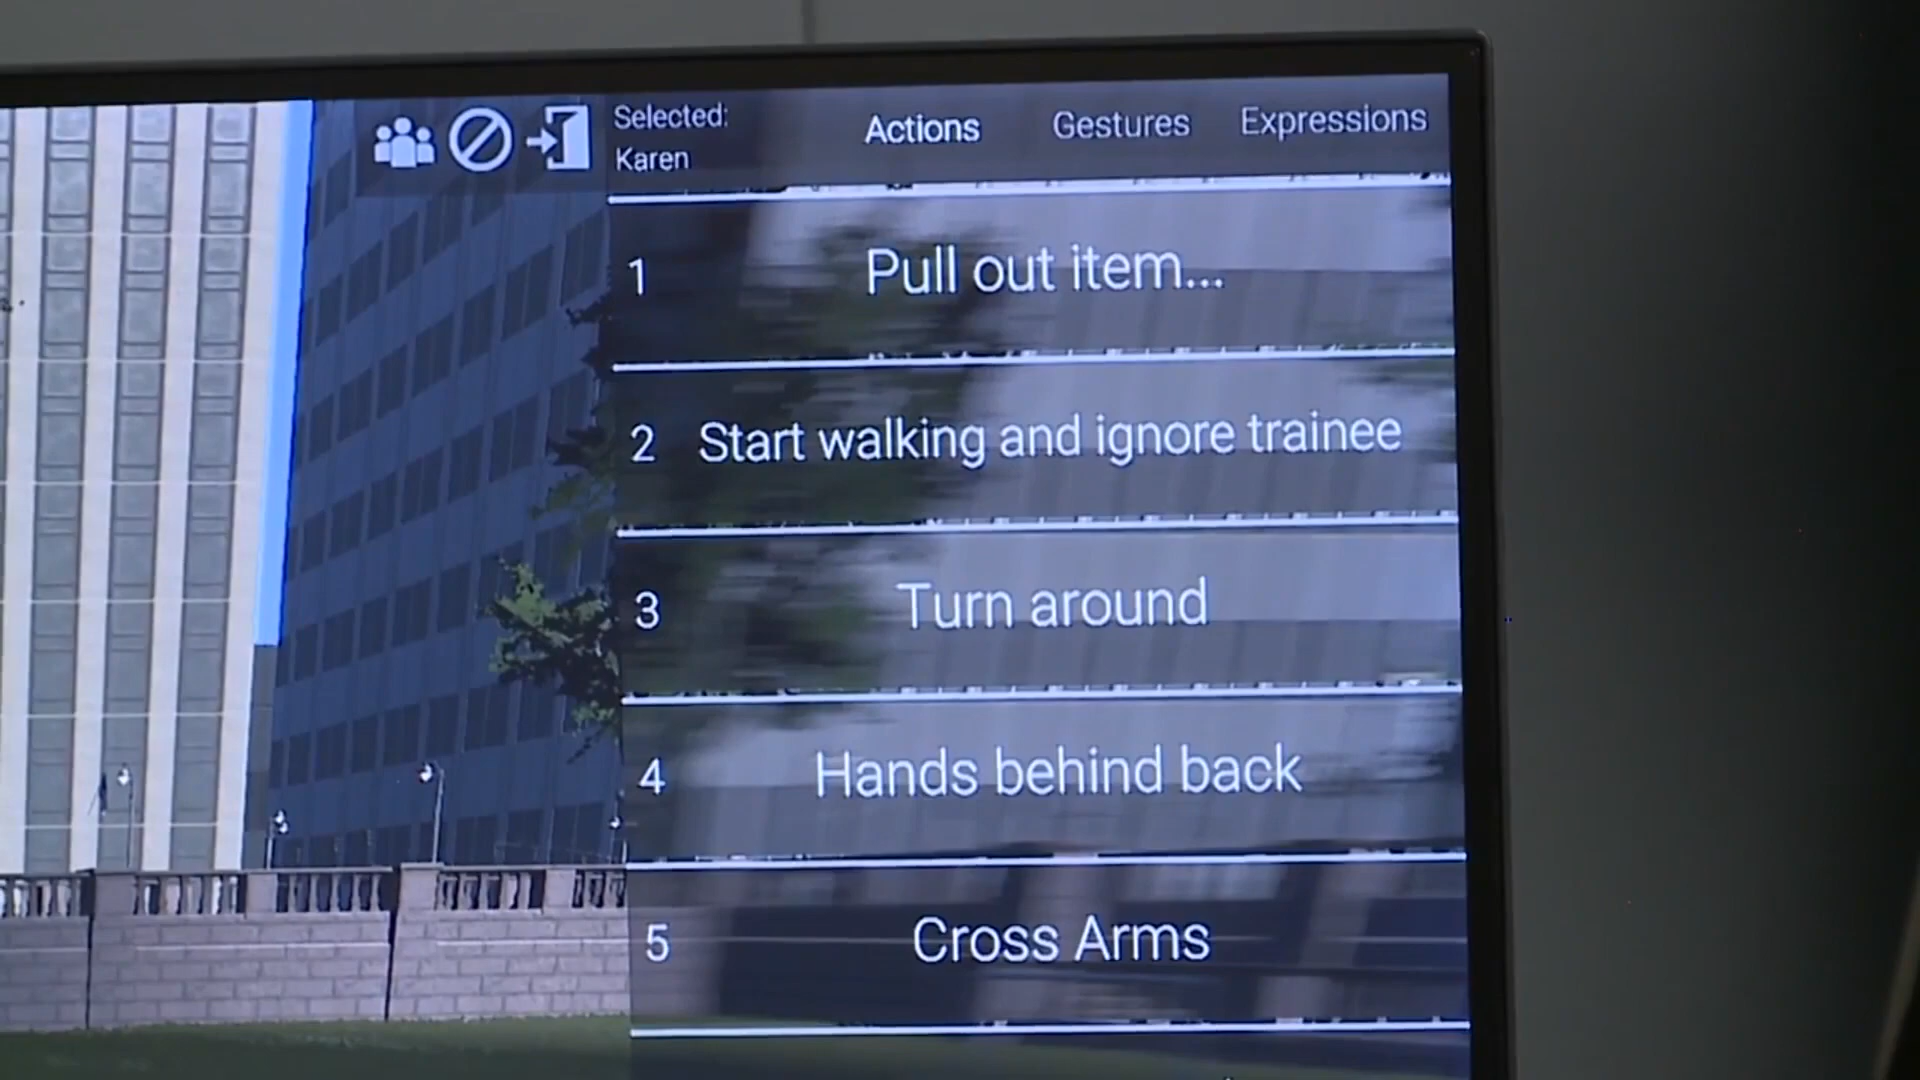 Selected:
Karen
Actions
Gestures
Expressions
1 Pull out item...
2 Start walking and ignore trainee
3 Turn around
4 Hands behind back
5 Cross Arms